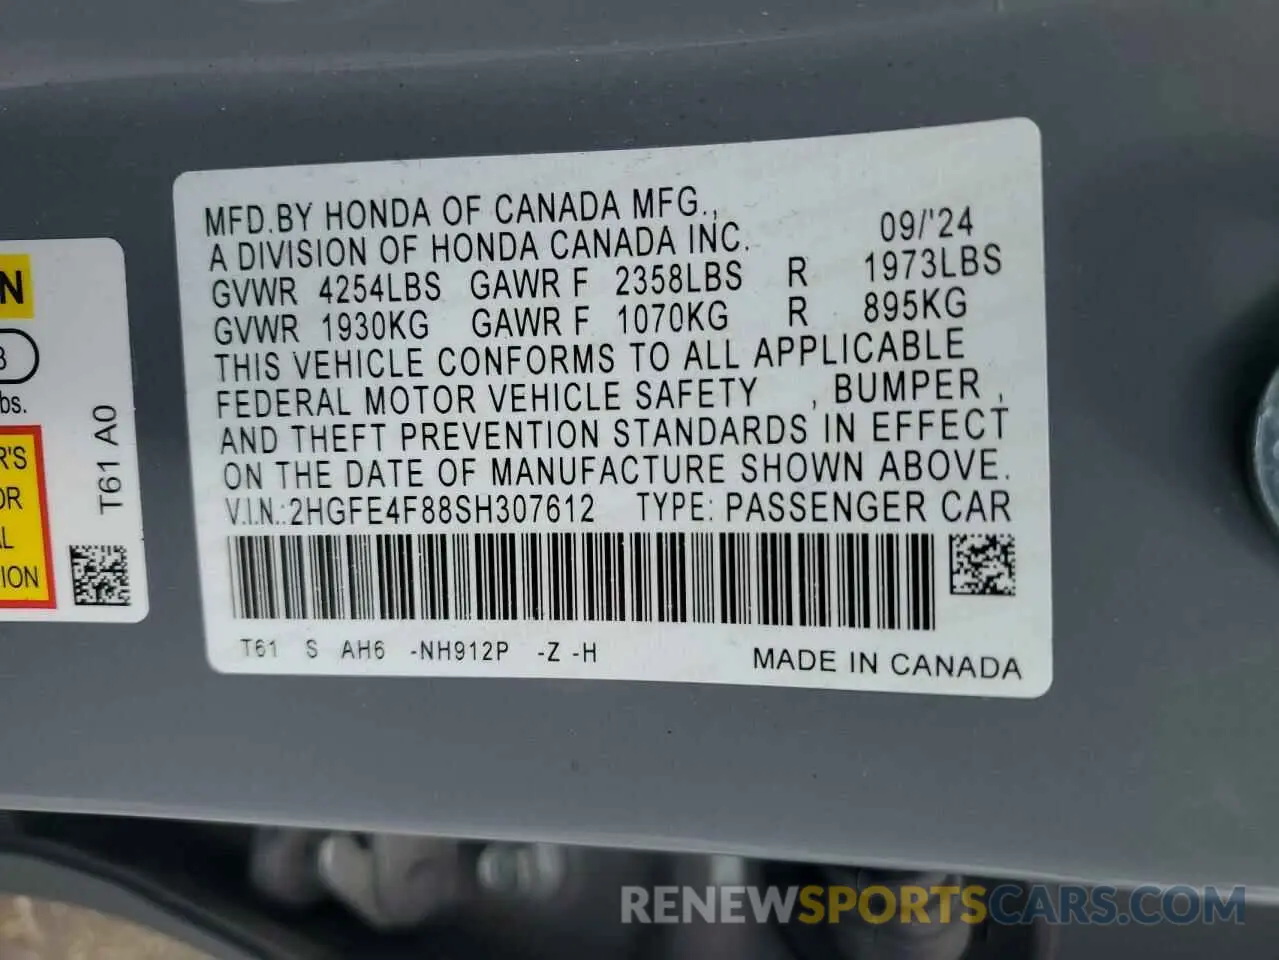 MFD.BY HONDA OF CANADA MFG.,
A DIVISION OF HONDA CANADA INC. 09/'24
GVWR 4254LBS GAWR F 2358LBS R 1973LBS
GVWR 1930KG GAWR F 1070KG R 895KG
THIS VEHICLE CONFORMS TO ALL APPLICABLE
FEDERAL MOTOR VEHICLE SAFETY , BUMPER ,
AND THEFT PREVENTION STANDARDS IN EFFECT
ON THE DATE OF MANUFACTURE SHOWN ABOVE.
V.I.N.:2HGFE4F88SH307612 TYPE: PASSENGER CAR
T61 S AH6 -NH912P -Z -H
MADE IN CANADA
T61 A0
RENEWSPORTSCARS.COM